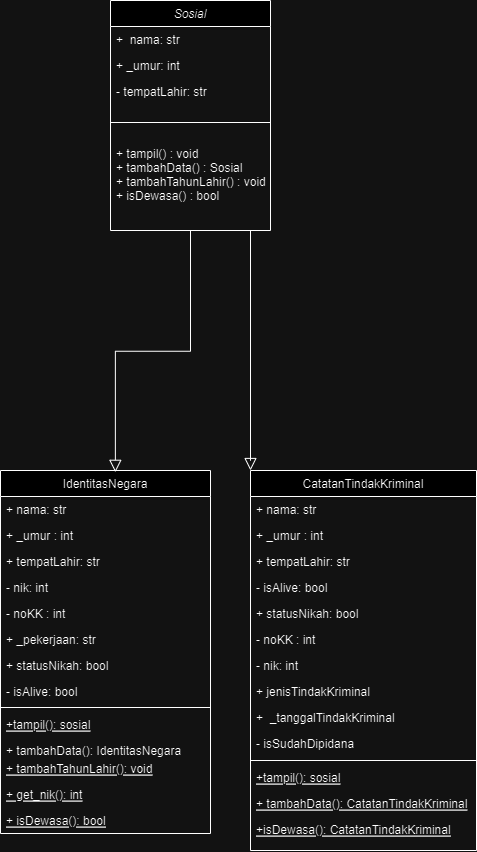 Sosial
+ nama: str
+ _umur: int
- tempatLahir: str
+ tampil() : void
+ tambahData() : Sosial
+ tambahTahunLahir() : void
+ isDewasa() : bool
IdentitasNegara
+ nama: str
+ _umur : int
+ tempatLahir: str
- nik: int
- noKK : int
+ _pekerjaan: str
+ statusNikah: bool
- isAlive: bool
+tampil(): sosial
+ tambahData(): IdentitasNegara
+ tambahTahunLahir(): void
+ get_nik(): int
+ isDewasa(): bool
CatatanTindakKriminal
+ nama: str
+ _umur : int
+ tempatLahir: str
- isAlive: bool
+ statusNikah: bool
- noKK : int
- nik: int
+ jenisTindakKriminal
+ _tanggalTindakKriminal
- isSudahDipidana
+tampil(): sosial
+ tambahData(): CatatanTindakKriminal
+isDewasa(): CatatanTindakKriminal